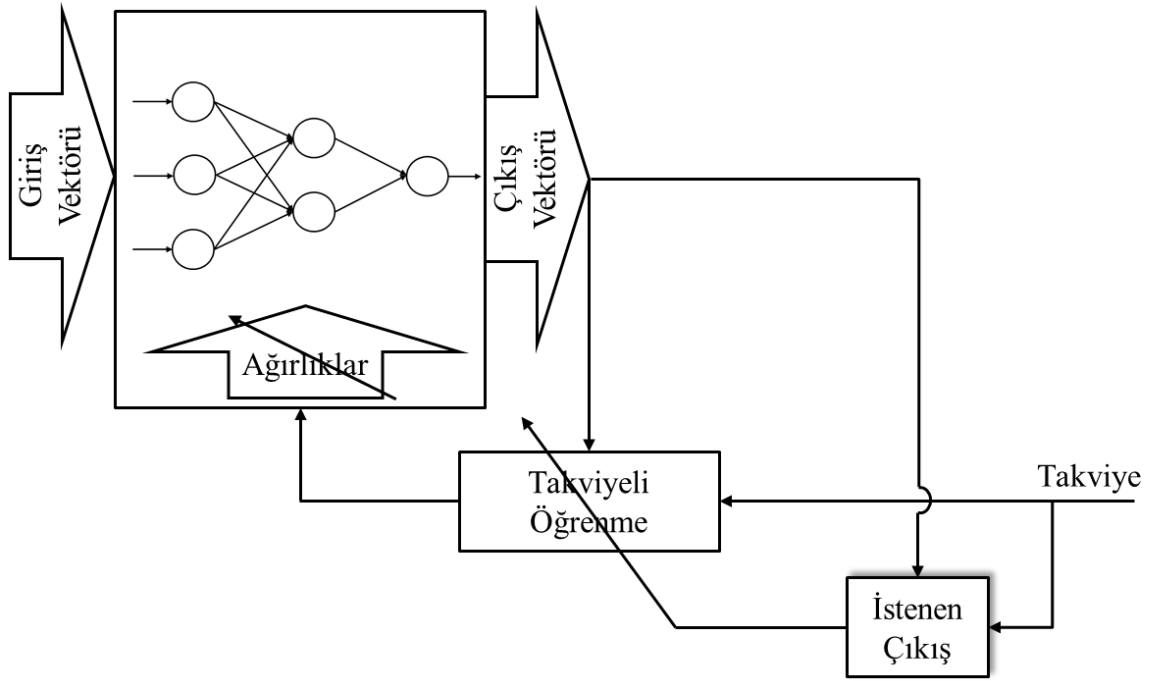 Giriş
Vektörü
Çıkış
Vektörü
Ağırlıklar
Takviyeli
Öğrenme
Takviye
İstenen
Çıkış